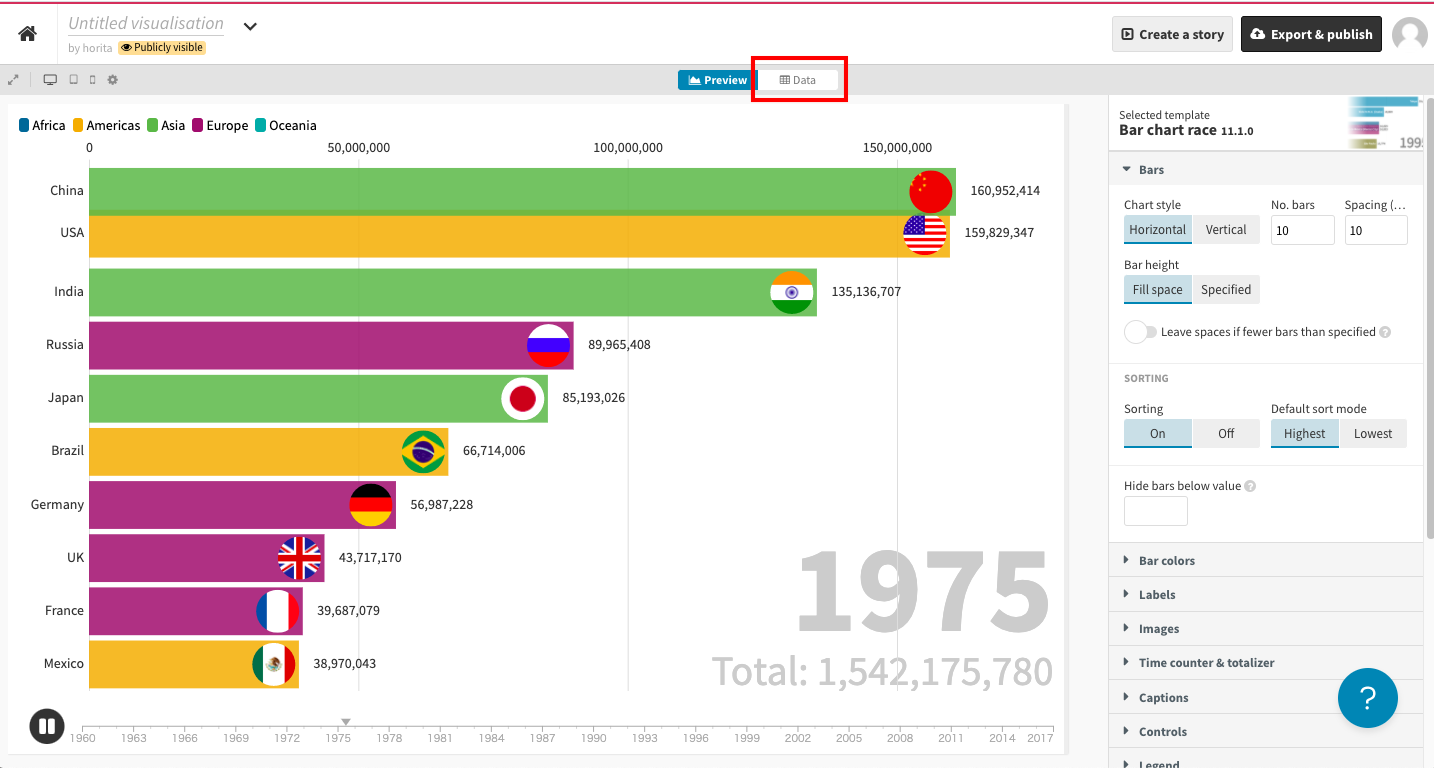 Untitled visualisation
by horita Publicly visible
Create a story
Export & publish
Preview
Data
Africa Americas Asia Europe Oceania
0 50,000,000 100,000,000 150,000,000
China 160,952,414
USA 159,829,347
India 135,136,707
Russia 89,965,408
Japan 85,193,026
Brazil 66,714,006
Germany 56,987,228
UK 43,717,170
France 39,687,079
Mexico 38,970,043
1975
Total: 1,542,175,780
1960 1963 1966 1969 1972 1975 1978 1981 1984 1987 1990 1993 1996 1999 2002 2005 2008 2011 2014 2017
Selected template
Bar chart race 11.1.0
199
Bars
Chart style No. bars Spacing (...
Horizontal Vertical 10 10
Bar height
Fill space Specified
Leave spaces if fewer bars than specified ?
SORTING
Sorting Default sort mode
On Off Highest Lowest
Hide bars below value ?
Bar colors
Labels
Images
Time counter & totalizer
Captions
Controls
Legend
?